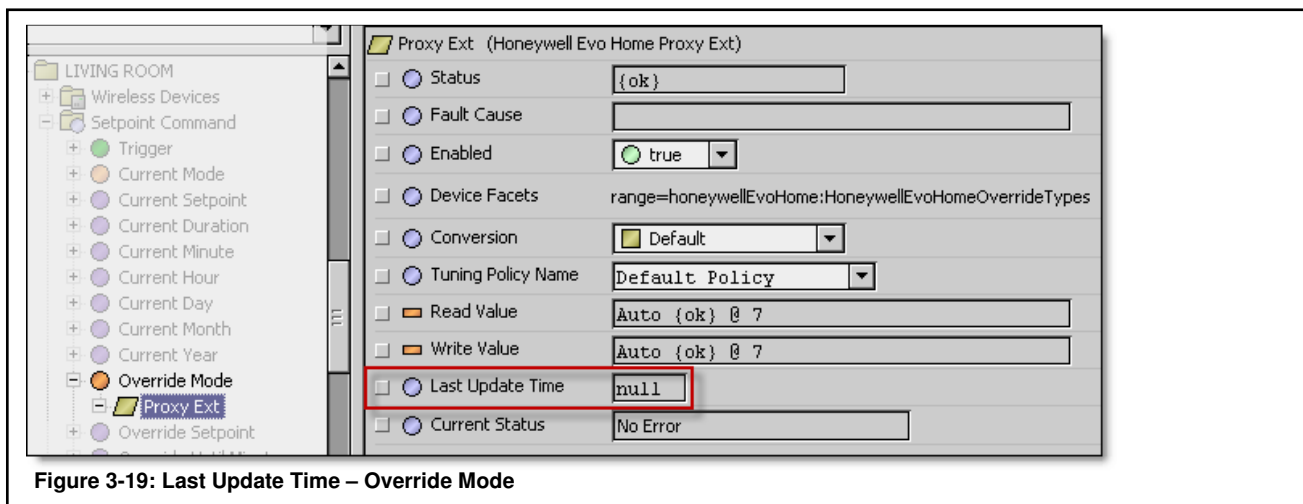 LIVING ROOM
Wireless Devices
Setpoint Command
Trigger
Current Mode
Current Setpoint
Current Duration
Current Minute
Current Hour
Current Day
Current Month
Current Year
Override Mode
Proxy Ext
Override Setpoint
Proxy Ext (Honeywell Evo Home Proxy Ext)
Status {ok}
Fault Cause
Enabled true
Device Facets range=honeywellEvoHome:HoneywellEvoHomeOverrideTypes
Conversion Default
Tuning Policy Name Default Policy
Read Value Auto {ok} @ 7
Write Value Auto {ok} @ 7
Last Update Time null
Current Status No Error
Figure 3-19: Last Update Time – Override Mode